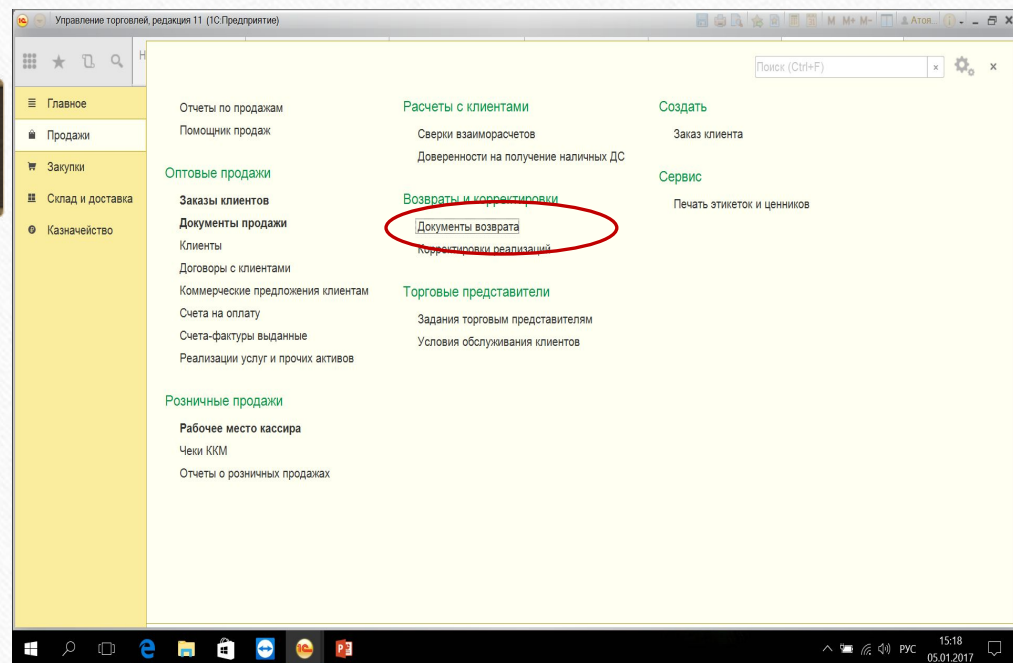 Управление торговлей, редакция 11 (1С:Предприятие)
M M+ M-
Поиск (Ctrl+F)
Главное
Продажи
Закупки
Склад и доставка
Казначейство
Отчеты по продажам
Помощник продаж
Оптовые продажи
Заказы клиентов
Документы продажи
Клиенты
Договоры с клиентами
Коммерческие предложения клиентам
Счета на оплату
Счета-фактуры выданные
Реализации услуг и прочих активов
Розничные продажи
Рабочее место кассира
Чеки ККМ
Отчеты о розничных продажах
Расчеты с клиентами
Сверки взаиморасчетов
Доверенности на получение наличных ДС
Возвраты и корректировки
Документы возврата
Корректировки реализаций
Торговые представители
Задания торговым представителям
Условия обслуживания клиентов
Создать
Заказ клиента
Сервис
Печать этикеток и ценников
РУС
15:18
05.01.2017